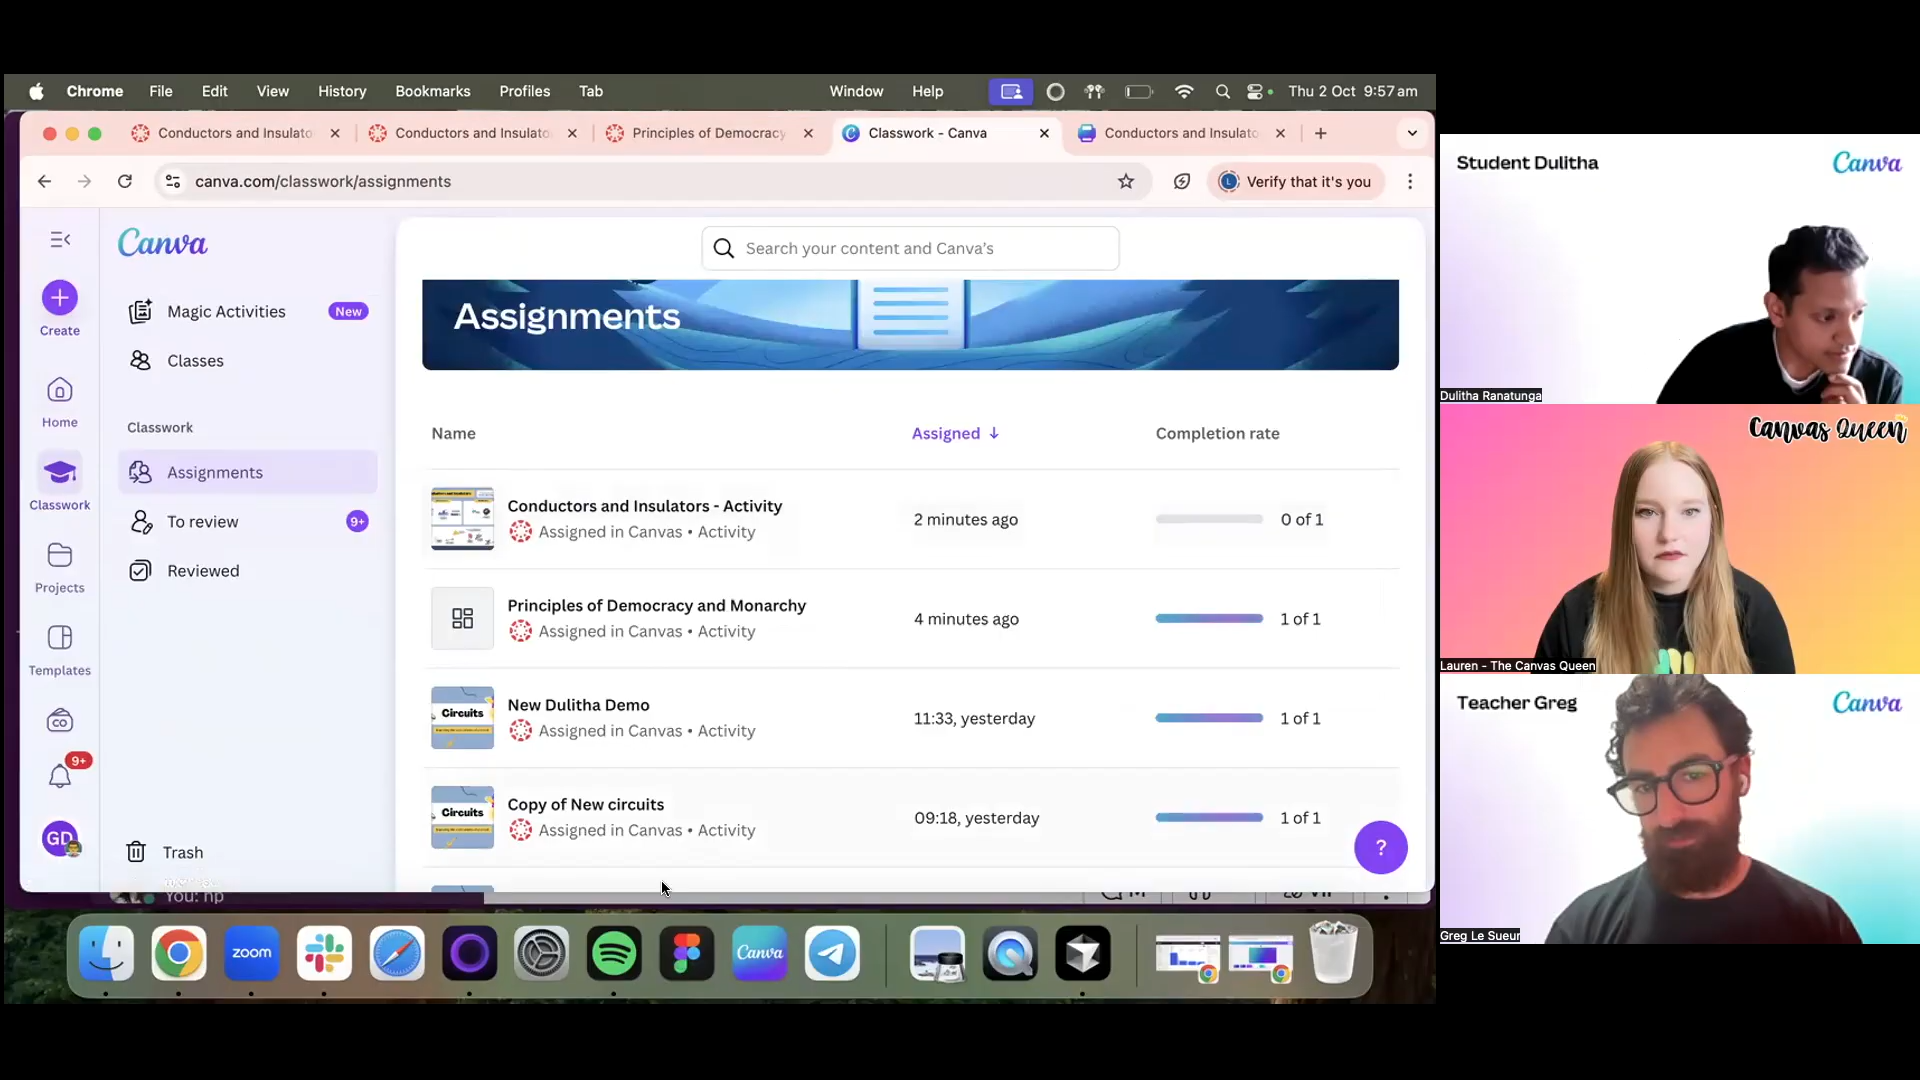 Chrome File Edit View History Bookmarks Profiles Tab Window Help Thu 2 Oct 9:57 am
Conductors and Insulato Conductors and Insulato Principles of Democracy Classwork - Canva Conductors and Insulato
canva.com/classwork/assignments
Verify that it's you
Create
Home
Classwork
Projects
Templates
CO
9+
GD
Canva
Magic Activities New
Classes
Classwork
Assignments
To review 9+
Reviewed
Trash
You: np
Search your content and Canva's
Assignments
Name Assigned ↓ Completion rate
Conductors and Insulators - Activity
Assigned in Canvas • Activity
2 minutes ago
0 of 1
Principles of Democracy and Monarchy
Assigned in Canvas • Activity
4 minutes ago
1 of 1
Circuits
New Dulitha Demo
Assigned in Canvas • Activity
11:33, yesterday
1 of 1
Circuits
Copy of New circuits
Assigned in Canvas • Activity
09:18, yesterday
1 of 1
?
zoom
Canva
Student Dulitha
Canva
Dulitha Ranatunga
Canvas Queen
Lauren - The Canvas Queen
Teacher Greg
Canva
Greg Le Sueur